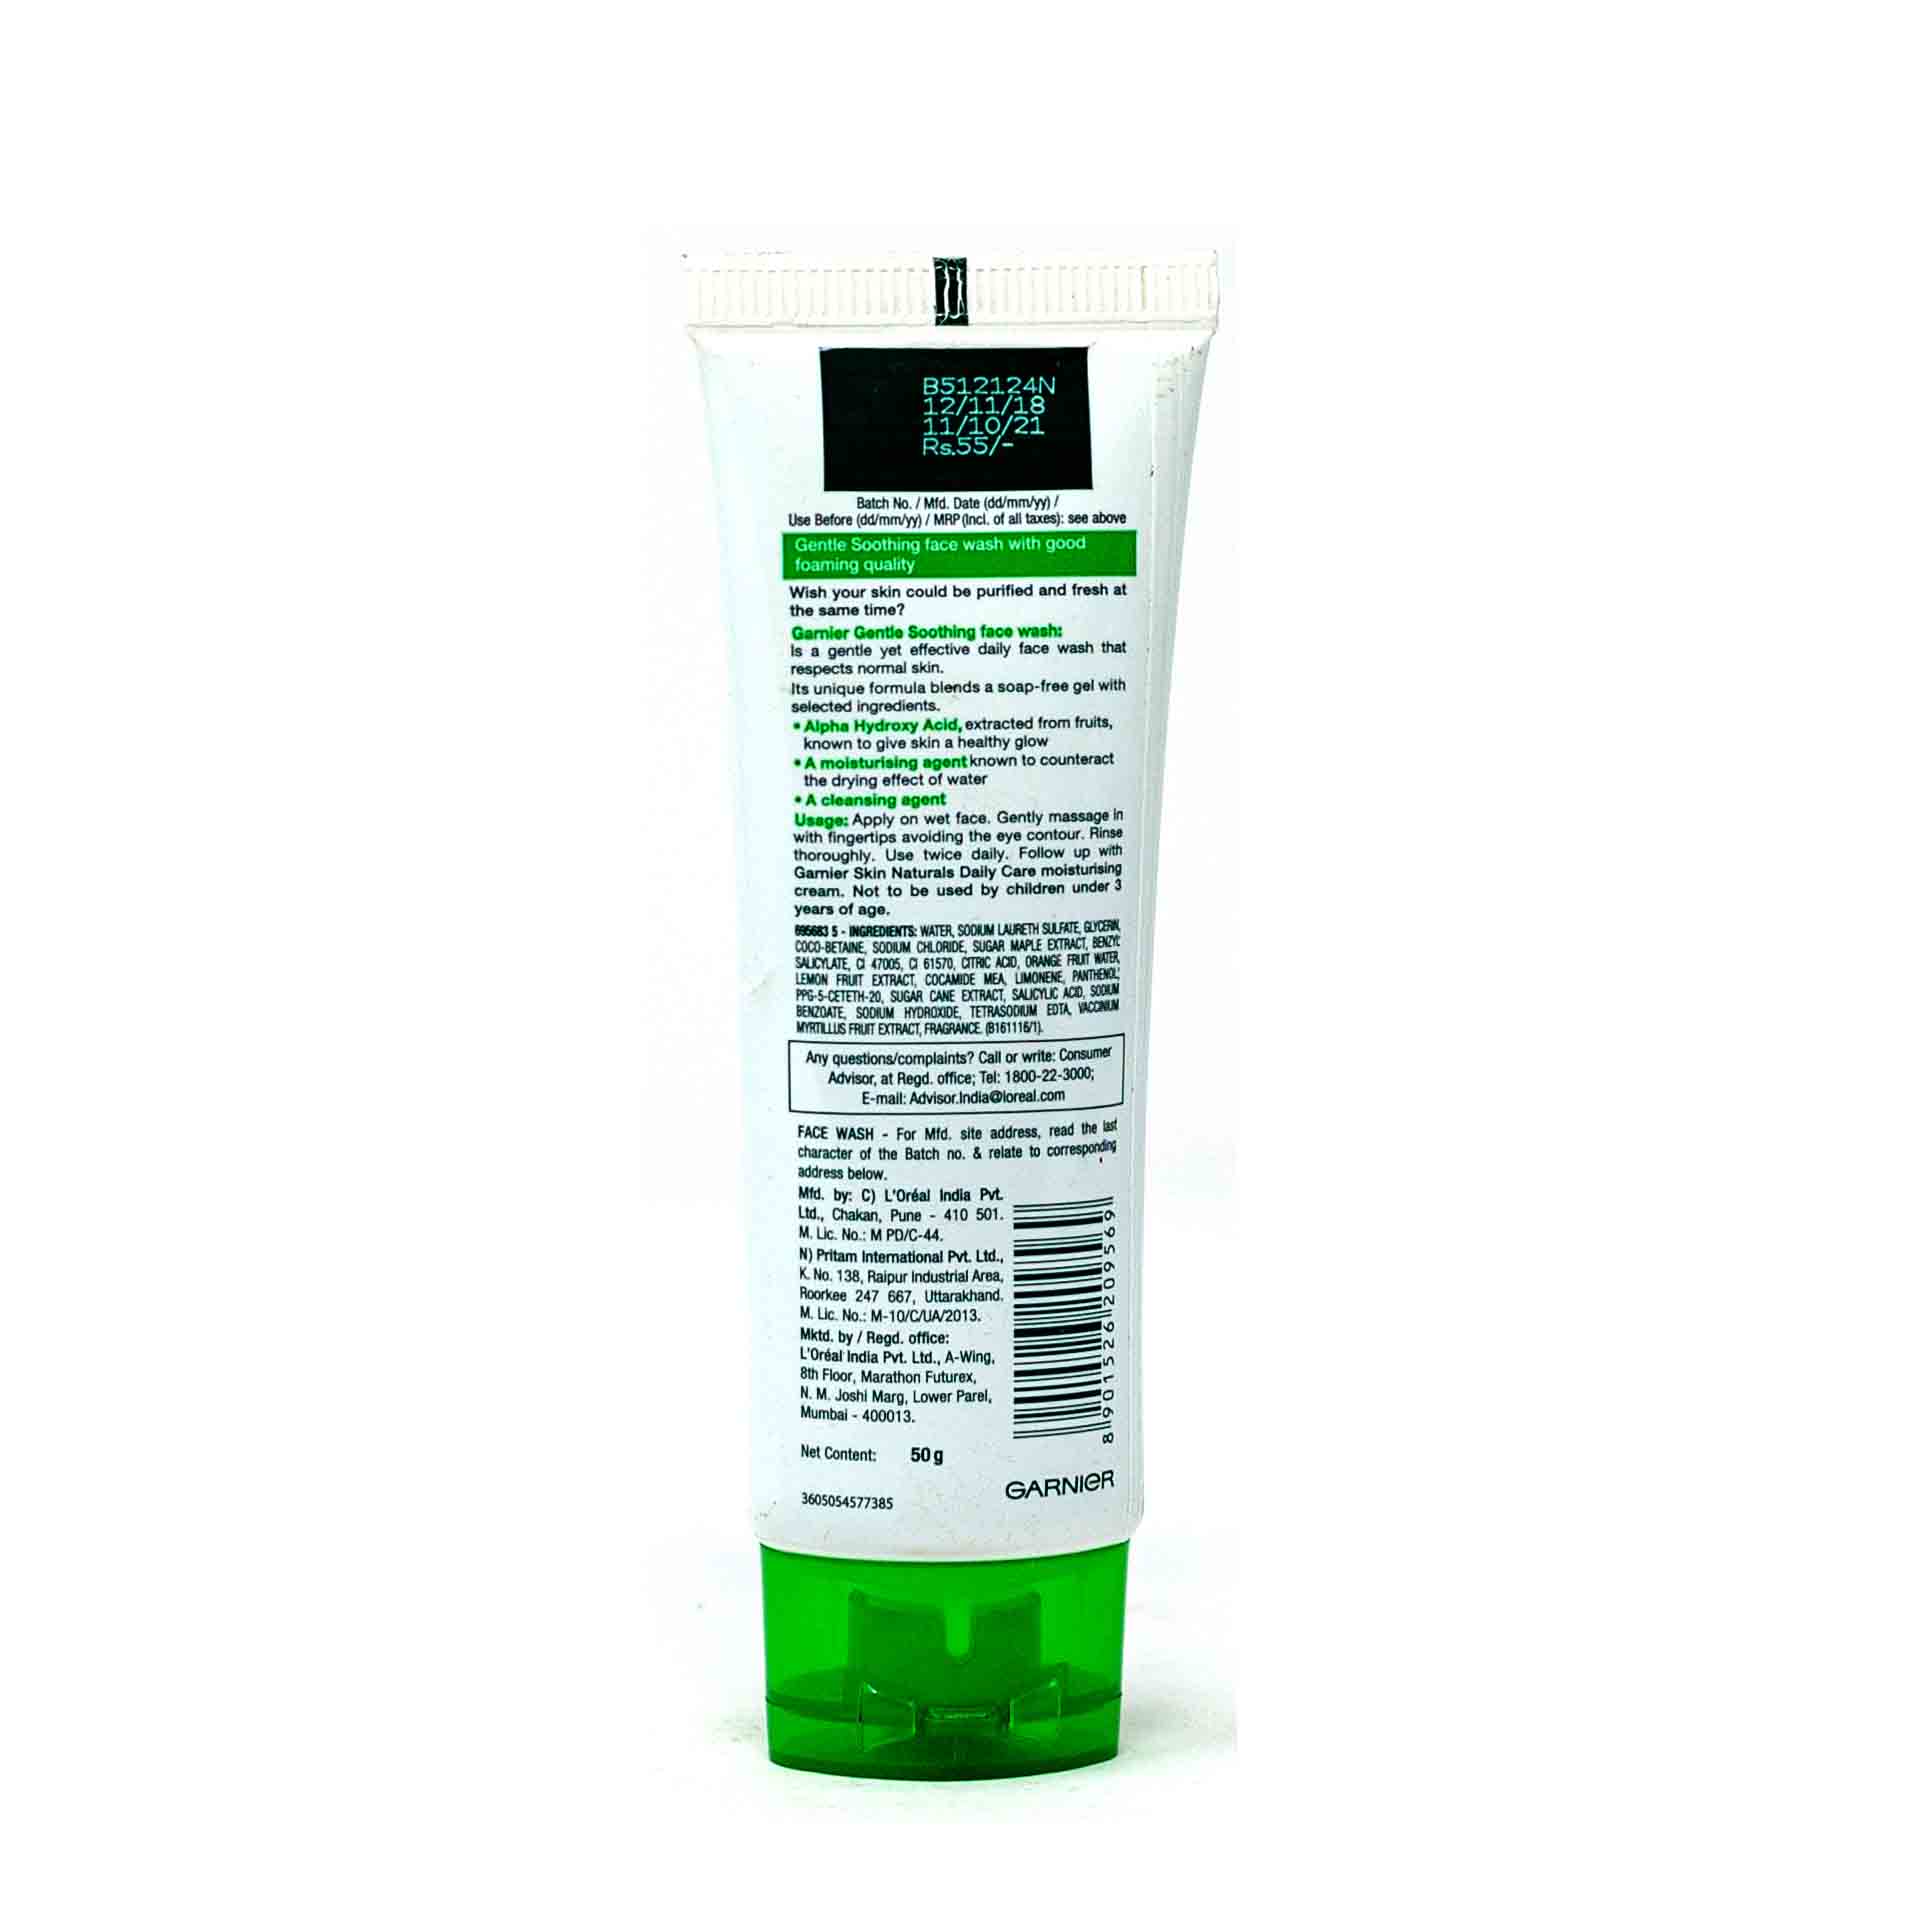 B512124N
12/11/18
11/10/21
Rs.55/-
Batch No. / Mfd. Date (dd/mm/yy) /
Use Before (dd/mm/yy) / MRP (Incl. of all taxes): see above
Gentle Soothing face wash with good
foaming quality
Wish your skin could be purified and fresh at
the same time?
Garnier Gentle Soothing face wash:
Is a gentle yet effective daily face wash that
respects normal skin.
Its unique formula blends a soap-free gel with
selected ingredients.
• Alpha Hydroxy Acid, extracted from fruits,
known to give skin a healthy glow
• A moisturising agent known to counteract
the drying effect of water
• A cleansing agent
Usage: Apply on wet face. Gently massage in
with fingertips avoiding the eye contour. Rinse
thoroughly. Use twice daily. Follow up with
Garnier Skin Naturals Daily Care moisturising
cream. Not to be used by children under 3
years of age.
695683 5 - INGREDIENTS: WATER, SODIUM LAURETH SULFATE, GLYCERIN,
COCO-BETAINE, SODIUM CHLORIDE, SUGAR MAPLE EXTRACT, BENZYL
SALICYLATE, CI 47005, CI 61570, CITRIC ACID, ORANGE FRUIT WATER,
LEMON FRUIT EXTRACT, COCAMIDE MEA, LIMONENE, PANTHENOL,
PPG-5-CETETH-20, SUGAR CANE EXTRACT, SALICYLIC ACID, SODIUM
BENZOATE, SODIUM HYDROXIDE, TETRASODIUM EDTA, VACCINIUM
MYRTILLUS FRUIT EXTRACT, FRAGRANCE. (B161116/1).
Any questions/complaints? Call or write: Consumer
Advisor, at Regd. office; Tel: 1800-22-3000;
E-mail: Advisor.India@loreal.com
FACE WASH - For Mfd. site address, read the last
character of the Batch no. & relate to corresponding
address below.
Mfd. by: C) L'Oréal India Pvt.
Ltd., Chakan, Pune - 410 501.
M. Lic. No.: M PD/C-44.
N) Pritam International Pvt. Ltd.,
K. No. 138, Raipur Industrial Area,
Roorkee 247 667, Uttarakhand.
M. Lic. No.: M-10/C/UA/2013.
Mktd. by / Regd. office:
L'Oréal India Pvt. Ltd., A-Wing,
8th Floor, Marathon Futurex,
N. M. Joshi Marg, Lower Parel,
Mumbai - 400013.
8 901526 209569
Net Content: 50 g
GARNIER
3605054577385